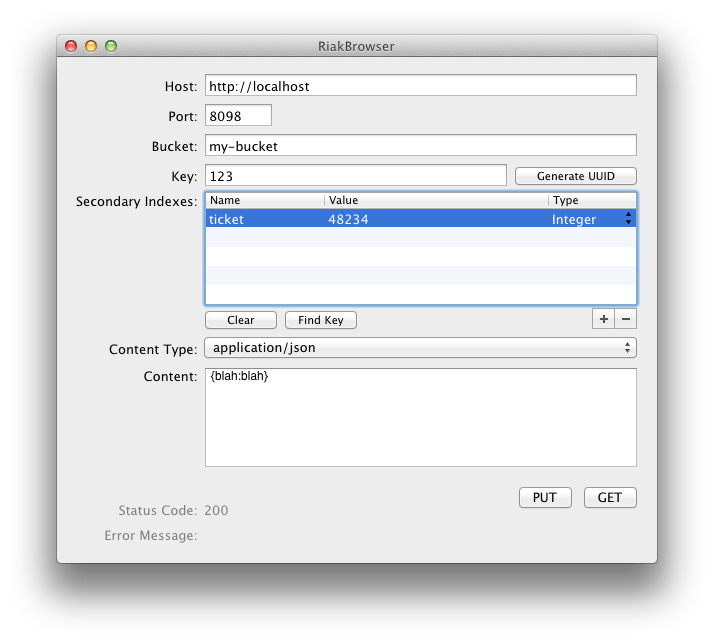 RiakBrowser
Host: http://localhost
Port: 8098
Bucket: my-bucket
Key: 123 Generate UUID
Secondary Indexes: Name Value Type
ticket 48234 Integer
Clear Find Key + −
Content Type: application/json
Content: {blah:blah}
PUT GET
Status Code: 200
Error Message: